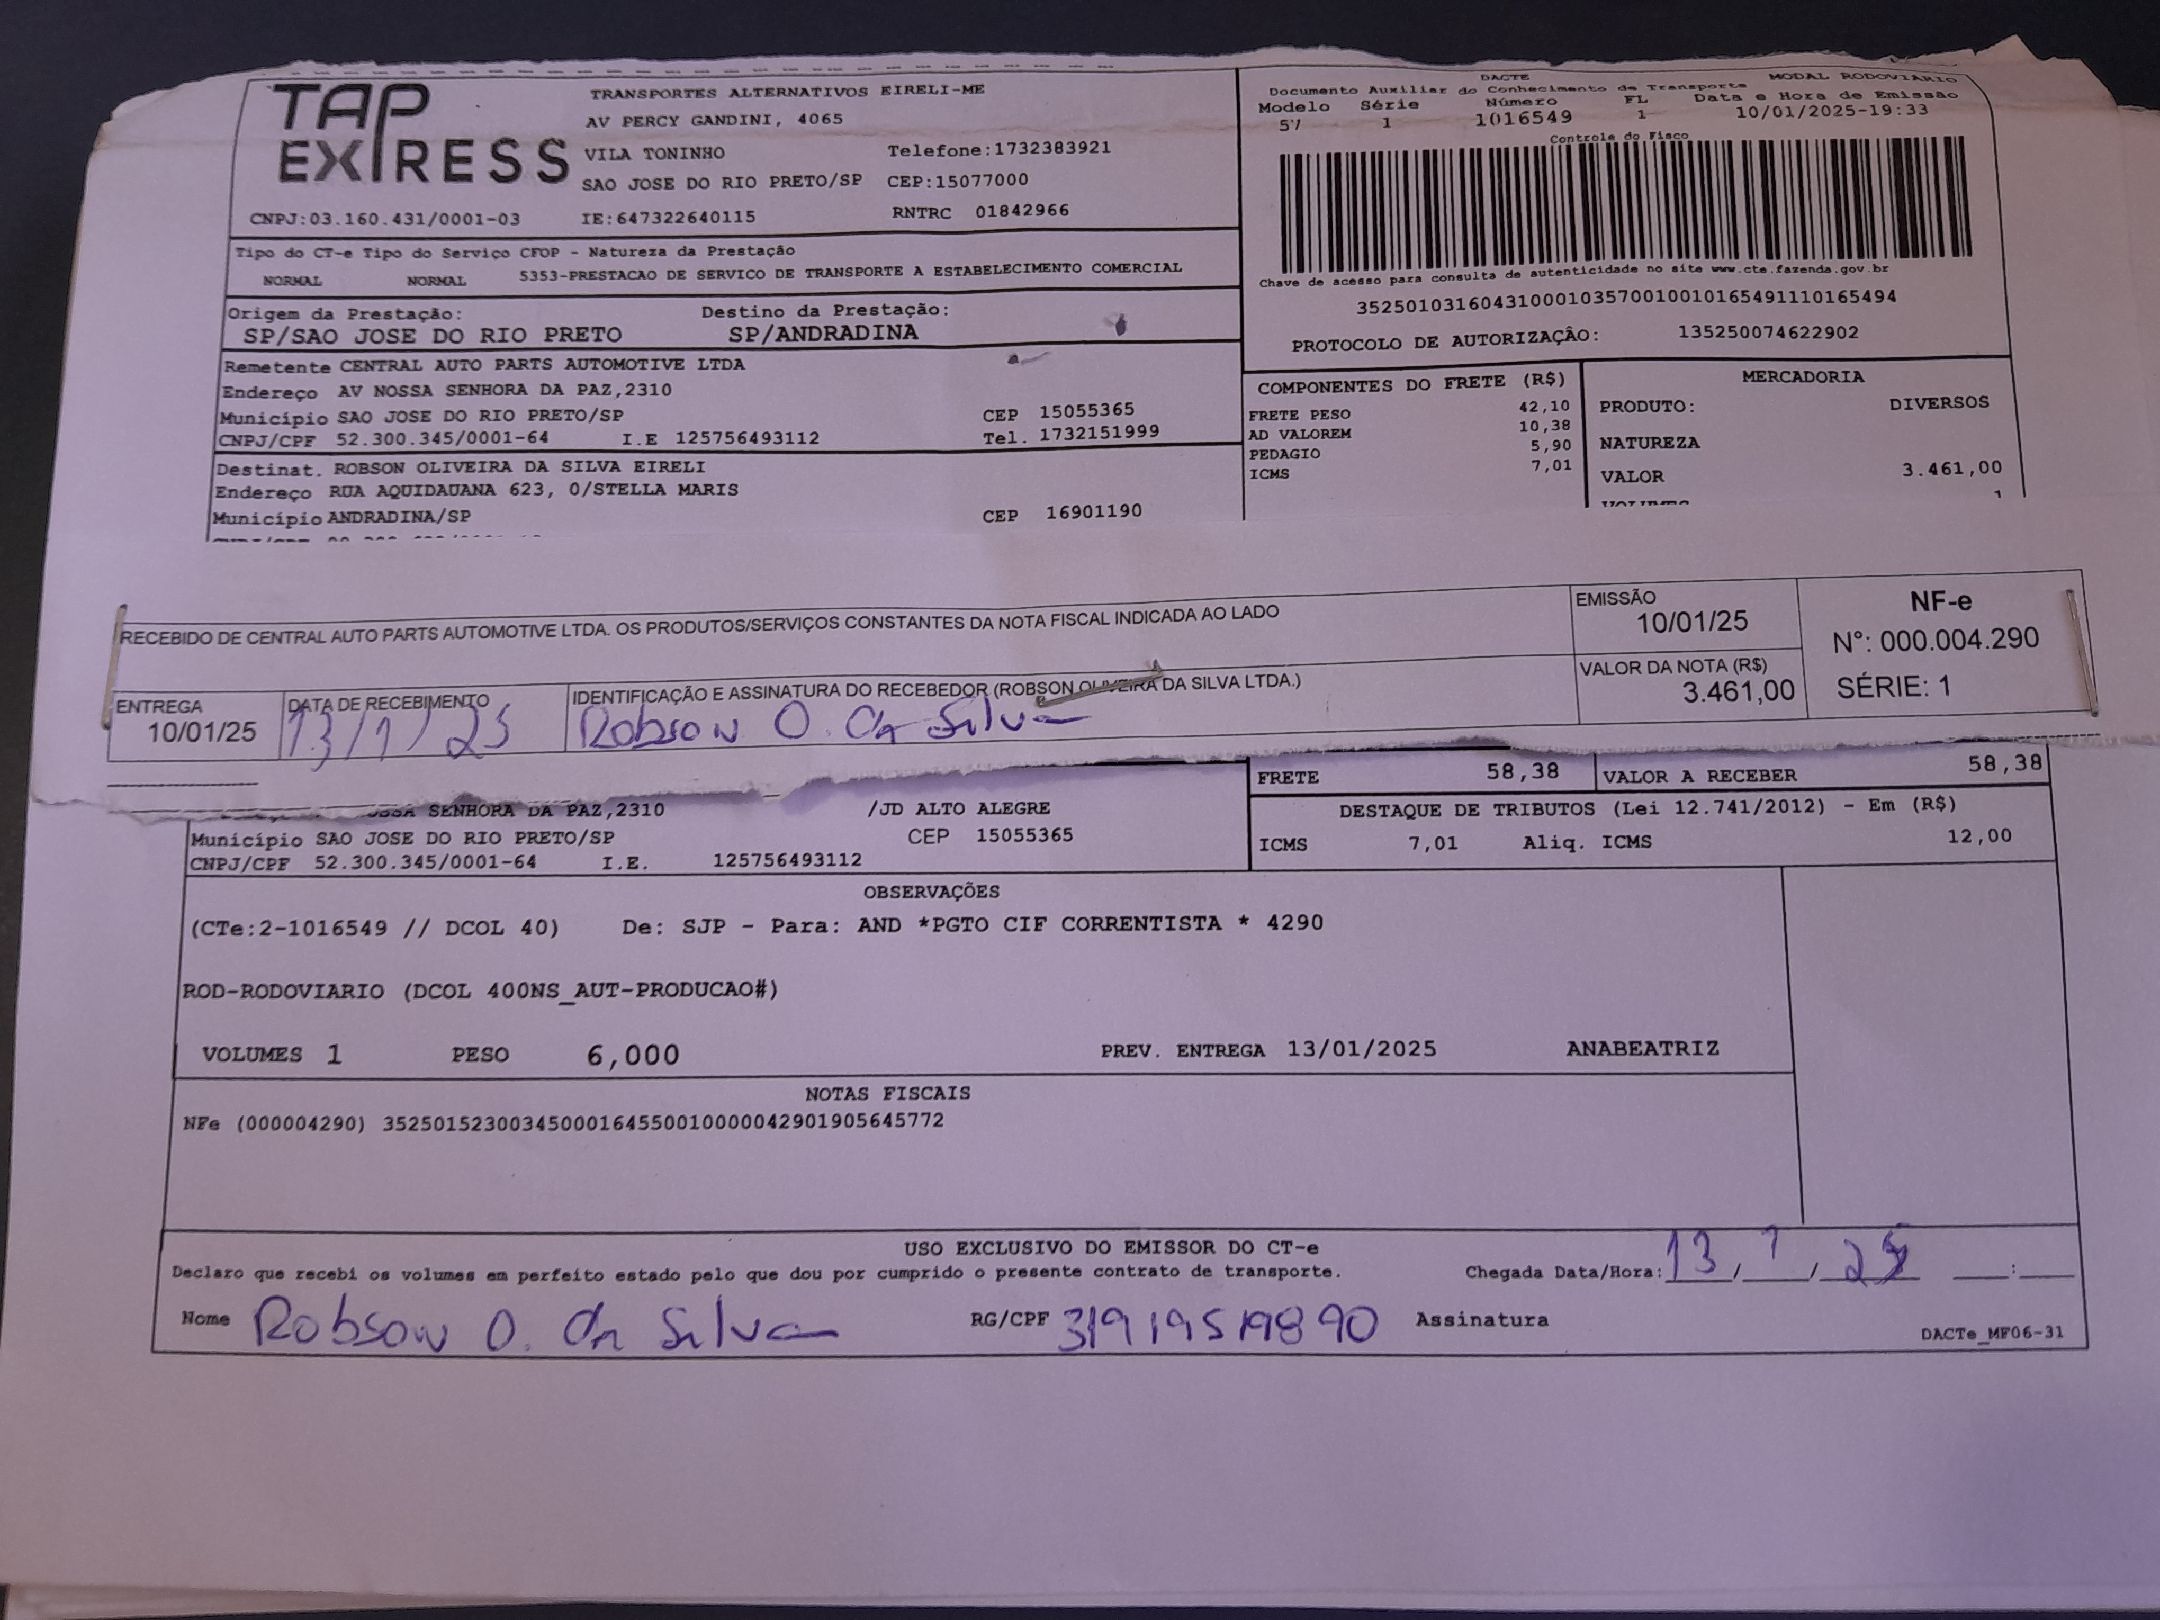 TAP EXPRESS
TRANSPORTES ALTERNATIVOS EIRELI-ME
AV PERCY GANDINI, 4065
VILA TONINHO Telefone:1732383921
SAO JOSE DO RIO PRETO/SP CEP:15077000
CNPJ:03.160.431/0001-03 IE:647322640115 RNTRC 01842966
DACTE MODAL RODOVIARIO
Documento Auxiliar do Conhecimento de Transporte
Modelo Série Número FL Data e Hora de Emissão
57 1 1016549 1 10/01/2025-19:33
Controle do Fisco
Chave de acesso para consulta de autenticidade no site www.cte.fazenda.gov.br
35250103160431000103570010010165491110165494
PROTOCOLO DE AUTORIZAÇÂO: 135250074622902
Tipo do CT-e Tipo do Serviço CFOP - Natureza da Prestação
NORMAL NORMAL 5353-PRESTACAO DE SERVICO DE TRANSPORTE A ESTABELECIMENTO COMERCIAL
Origem da Prestação: Destino da Prestação:
SP/SAO JOSE DO RIO PRETO SP/ANDRADINA
Remetente CENTRAL AUTO PARTS AUTOMOTIVE LTDA
Endereço AV NOSSA SENHORA DA PAZ,2310
Município SAO JOSE DO RIO PRETO/SP CEP 15055365
CNPJ/CPF 52.300.345/0001-64 I.E 125756493112 Tel. 1732151999
Destinat. ROBSON OLIVEIRA DA SILVA EIRELI
Endereço RUA AQUIDAUANA 623, 0/STELLA MARIS
Município ANDRADINA/SP CEP 16901190
COMPONENTES DO FRETE (R$)
FRETE PESO 42,10
AD VALOREM 10,38
PEDAGIO 5,90
ICMS 7,01
MERCADORIA
PRODUTO: DIVERSOS
NATUREZA
VALOR 3.461,00
VOLUMES 1
RECEBIDO DE CENTRAL AUTO PARTS AUTOMOTIVE LTDA. OS PRODUTOS/SERVIÇOS CONSTANTES DA NOTA FISCAL INDICADA AO LADO
EMISSÃO
10/01/25
VALOR DA NOTA (R$)
3.461,00
NF-e
N°: 000.004.290
SÉRIE: 1
ENTREGA
10/01/25
DATA DE RECEBIMENTO
13/1/25
IDENTIFICAÇÃO E ASSINATURA DO RECEBEDOR (ROBSON OLIVEIRA DA SILVA LTDA.)
Robson O. da Silva
FRETE 58,38 VALOR A RECEBER 58,38
SENHORA DA PAZ,2310 /JD ALTO ALEGRE
Município SAO JOSE DO RIO PRETO/SP CEP 15055365
CNPJ/CPF 52.300.345/0001-64 I.E. 125756493112
DESTAQUE DE TRIBUTOS (Lei 12.741/2012) - Em (R$)
ICMS 7,01 Aliq. ICMS 12,00
OBSERVAÇÕES
(CTe:2-1016549 // DCOL 40) De: SJP - Para: AND *PGTO CIF CORRENTISTA * 4290
ROD-RODOVIARIO (DCOL 400NS_AUT-PRODUCAO#)
VOLUMES 1 PESO 6,000 PREV. ENTREGA 13/01/2025 ANABEATRIZ
NOTAS FISCAIS
NFe (000004290) 35250152300345000164550010000042901905645772
USO EXCLUSIVO DO EMISSOR DO CT-e
Declaro que recebi os volumes em perfeito estado pelo que dou por cumprido o presente contrato de transporte. Chegada Data/Hora: 13/1/25 :
Nome Robson O. da Silva RG/CPF 31919519890 Assinatura
DACTe_MF06-31